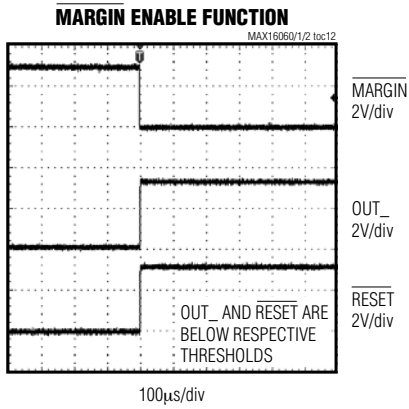 MARGIN ENABLE FUNCTION
MAX16060/1/2 toc12
T
MARGIN
2V/div
OUT_
2V/div
RESET
2V/div
OUT_ AND RESET ARE
BELOW RESPECTIVE
THRESHOLDS
100μs/div